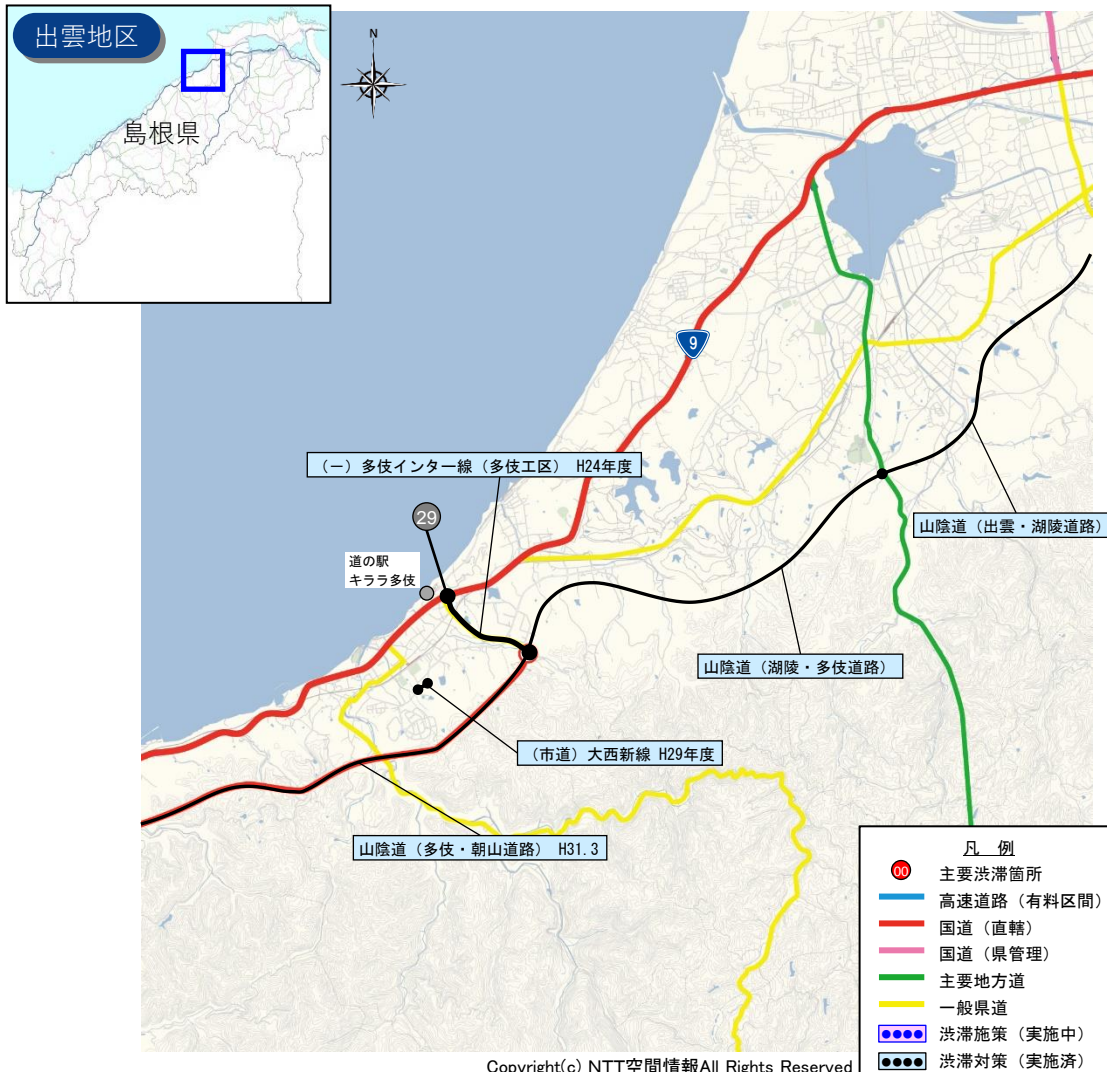 出雲地区
島根県
N
9
(一)多伎インター線(多伎工区) H24年度
29
道の駅
キララ多伎
山陰道(出雲・湖陵道路)
山陰道(湖陵・多伎道路)
(市道)大西新線 H29年度
山陰道(多伎・朝山道路) H31.3
凡 例
00 主要渋滞箇所
高速道路(有料区間)
国道(直轄)
国道(県管理)
主要地方道
一般県道
渋滞施策(実施中)
渋滞対策(実施済)
Copyright(c) NTT空間情報All Rights Reserved